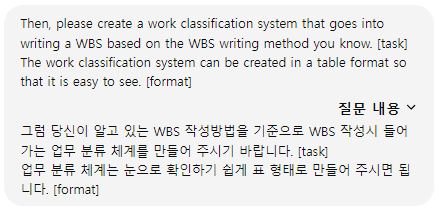 Then, please create a work classification system that goes into
writing a WBS based on the WBS writing method you know. [task]
The work classification system can be created in a table format so
that it is easy to see. [format]
질문 내용
그럼 당신이 알고 있는 WBS 작성방법을 기준으로 WBS 작성시 들어
가는 업무 분류 체계를 만들어 주시기 바랍니다. [task]
업무 분류 체계는 눈으로 확인하기 쉽게 표 형태로 만들어 주시면 됩
니다. [format]